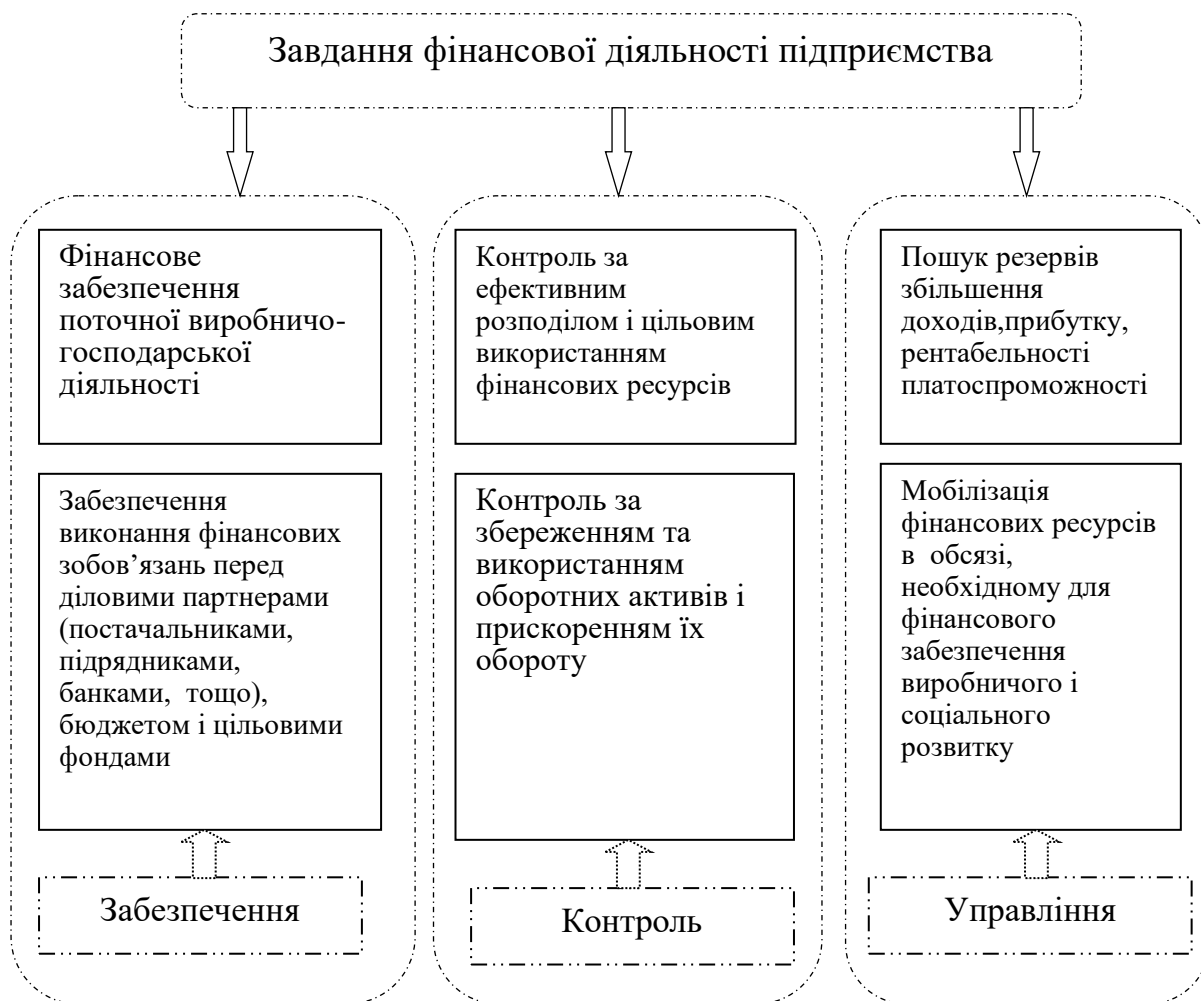 Завдання фінансової діяльності підприємства
Фінансове
забезпечення
поточної виробничо-
господарської
діяльності
Забезпечення
виконання фінансових
зобов’язань перед
діловими партнерами
(постачальниками,
підрядниками,
банками, тощо),
бюджетом і цільовими
фондами
Забезпечення
Контроль за
ефективним
розподілом і цільовим
використанням
фінансових ресурсів
Контроль за
збереженням та
використанням
оборотних активів і
прискоренням їх
обороту
Контроль
Пошук резервів
збільшення
доходів,прибутку,
рентабельності
платоспроможності
Мобілізація
фінансових ресурсів
в обсязі,
необхідному для
фінансового
забезпечення
виробничого і
соціального
розвитку
Управління